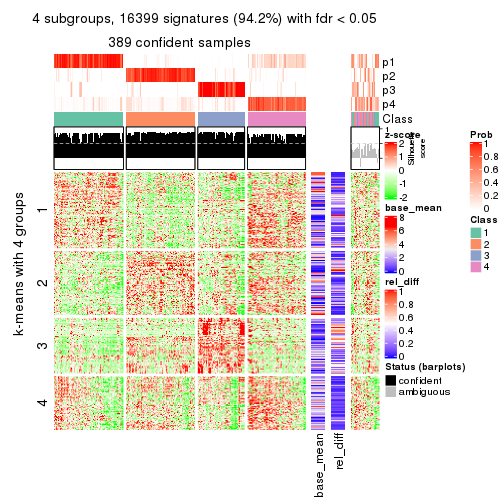 4 subgroups, 16399 signatures (94.2%) with fdr < 0.05
389 confident samples
p1
p2
p3
p4
Class
1
Silhouette
score
k-means with 4 groups
1
2
3
4
base_mean
rel_diff
z-score
2
1
0
-1
-2
base_mean
8
6
4
2
0
rel_diff
1
0.8
0.6
0.4
0.2
0
Status (barplots)
confident
ambiguous
Prob
1
0.8
0.6
0.4
0.2
0
Class
1
2
3
4